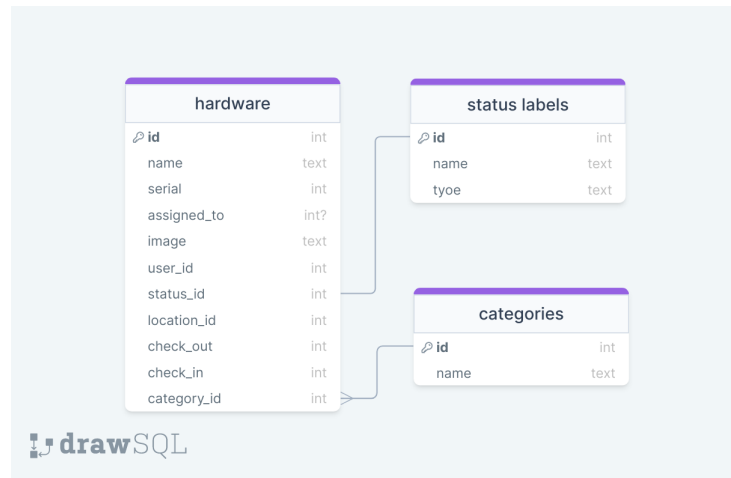 hardware
id int
name text
serial int
assigned_to int?
image text
user_id int
status_id int
location_id int
check_out int
check_in int
category_id int
status labels
id int
name text
tyoe text
categories
id int
name text
drawSQL